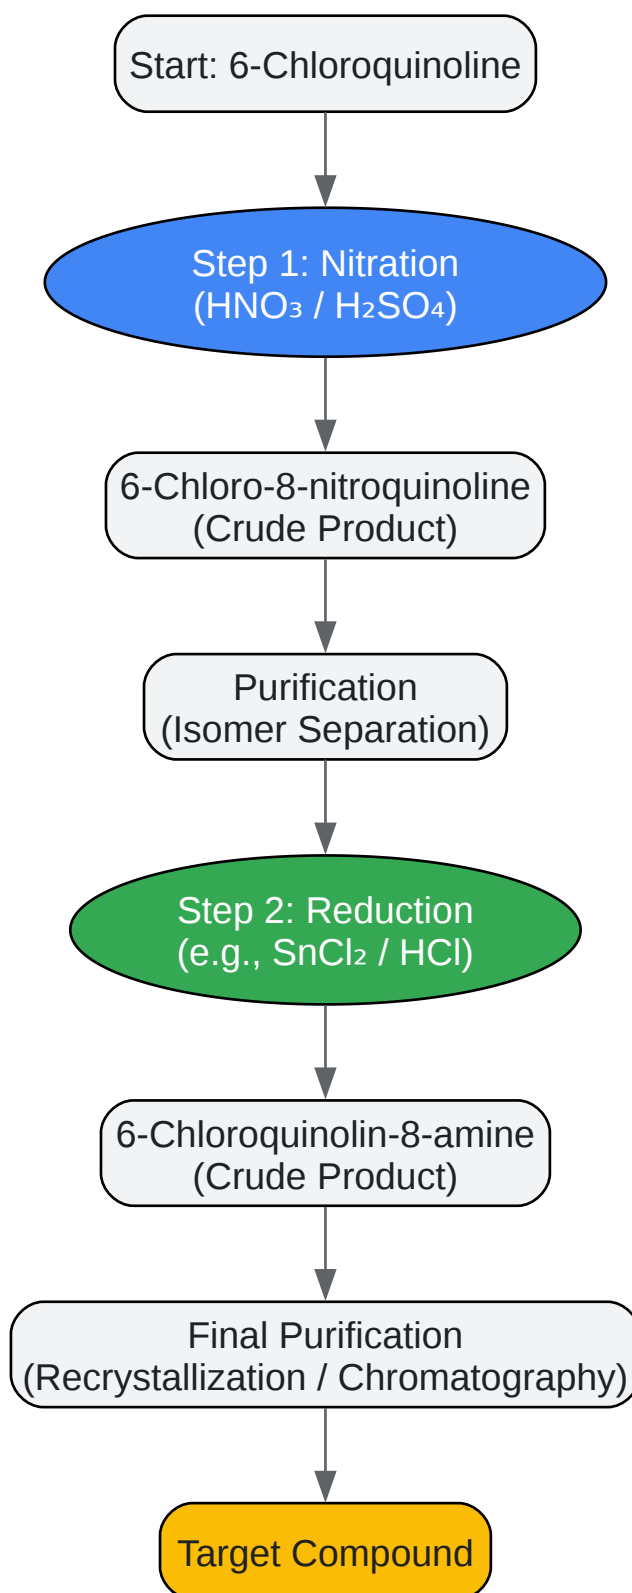 Start: 6-Chloroquinoline
Step 1: Nitration
(HNO₃ / H₂SO₄)
6-Chloro-8-nitroquinoline
(Crude Product)
Purification
(Isomer Separation)
Step 2: Reduction
(e.g., SnCl₂ / HCl)
6-Chloroquinolin-8-amine
(Crude Product)
Final Purification
(Recrystallization / Chromatography)
Target Compound